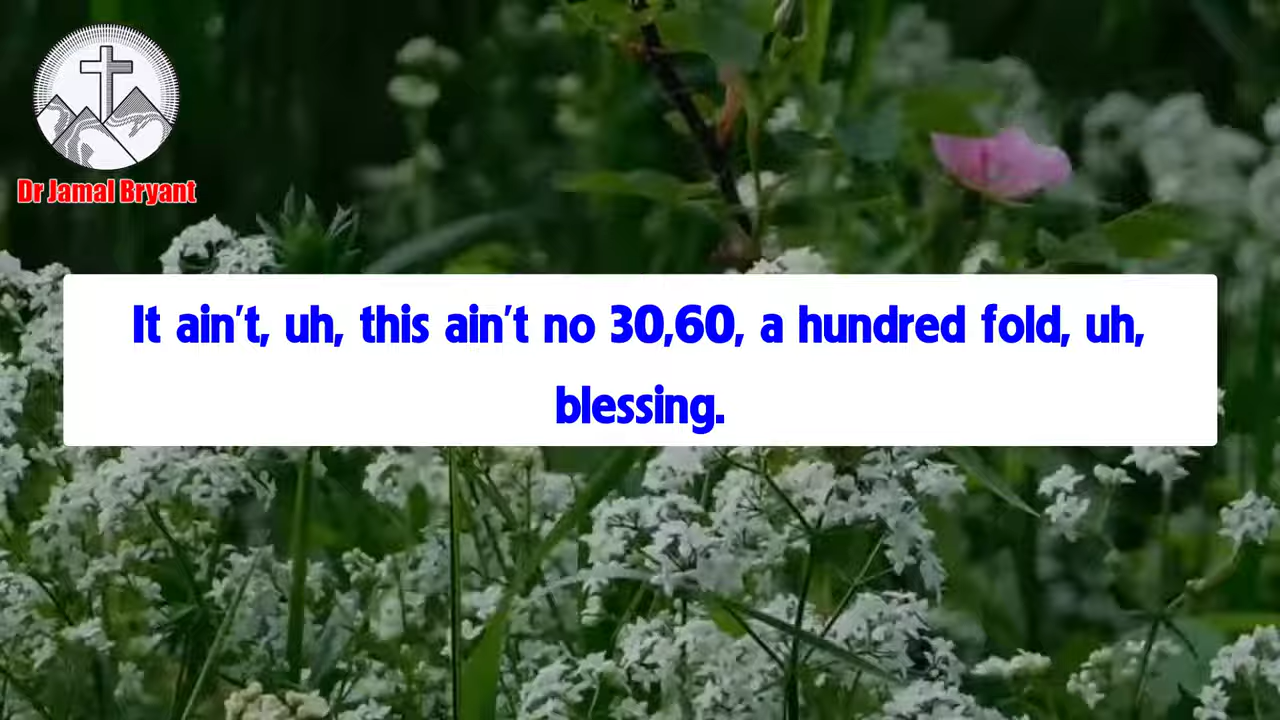 Dr Jamal Bryant
It ain't, uh, this ain't no 30,60, a hundred fold, uh,
blessing.